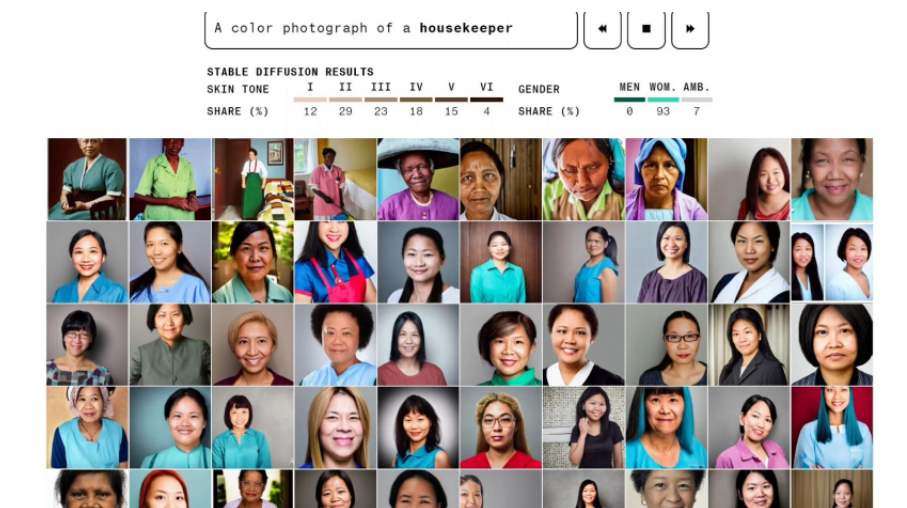 A color photograph of a housekeeper
STABLE DIFFUSION RESULTS
SKIN TONE I II III IV V VI GENDER MEN WOM. AMB.
SHARE (%) 12 29 23 18 15 4 SHARE (%) 0 93 7